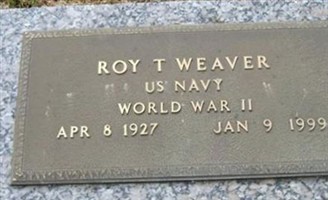 ROY T WEAVER
US NAVY
WORLD WAR II
APR 8 1927 JAN 9 1999